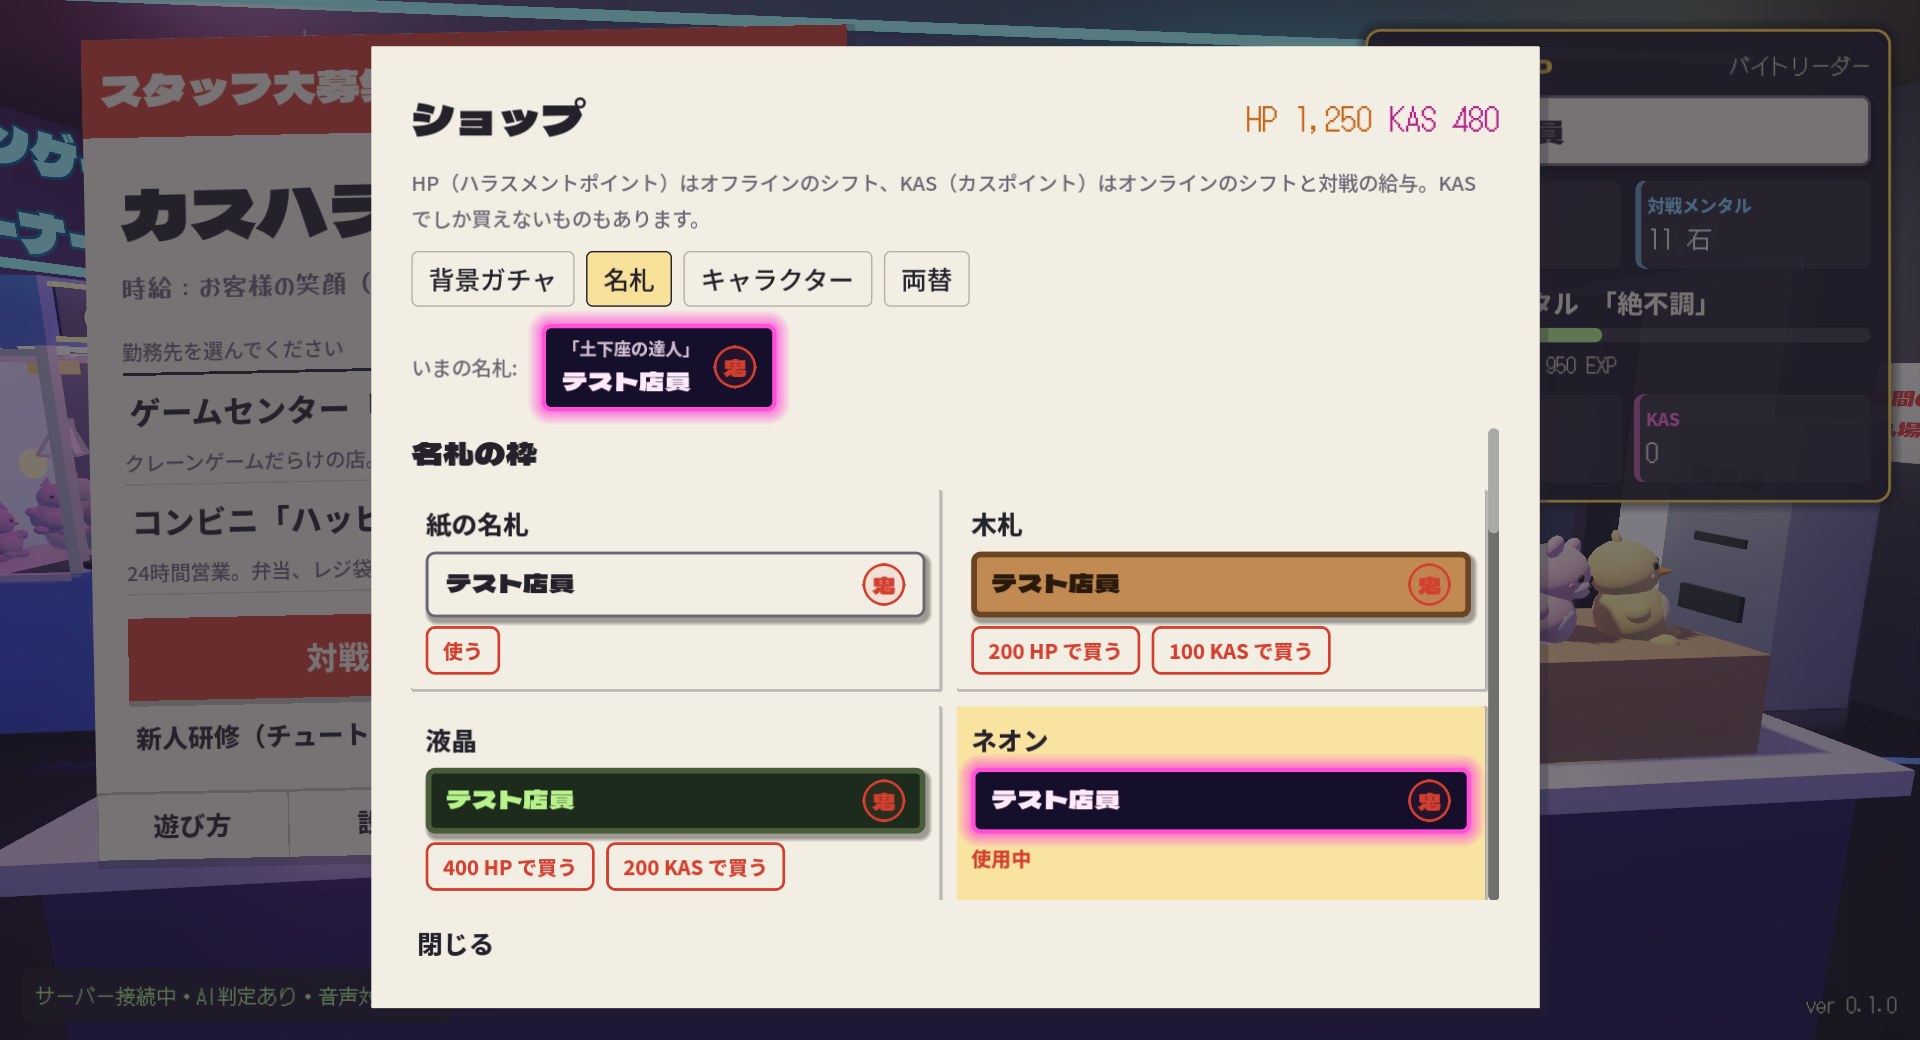 スタッフ大募
カスハラ
時給：お客様の笑顔（
勤務先を選んでください
ゲームセンター
クレーンゲームだらけの店。
コンビニ「ハッピ
24時間営業。弁当、レジ袋
対戦
新人研修（チュート
遊び方
設
サーバー接続中・AI判定あり・音声対
ショップ
HP 1,250 KAS 480
HP（ハラスメントポイント）はオフラインのシフト、KAS（カスポイント）はオンラインのシフトと対戦の給与。KAS
でしか買えないものもあります。
背景ガチャ
名札
キャラクター
両替
いまの名札:
「土下座の達人」
テスト店員
鬼
名札の枠
紙の名札
テスト店員
鬼
使う
木札
テスト店員
鬼
200 HP で買う
100 KAS で買う
液晶
テスト店員
鬼
400 HP で買う
200 KAS で買う
ネオン
テスト店員
鬼
使用中
閉じる
バイトリーダー
員
対戦メンタル
11 石
タル 「絶不調」
950 EXP
KAS
0
ver 0.1.0